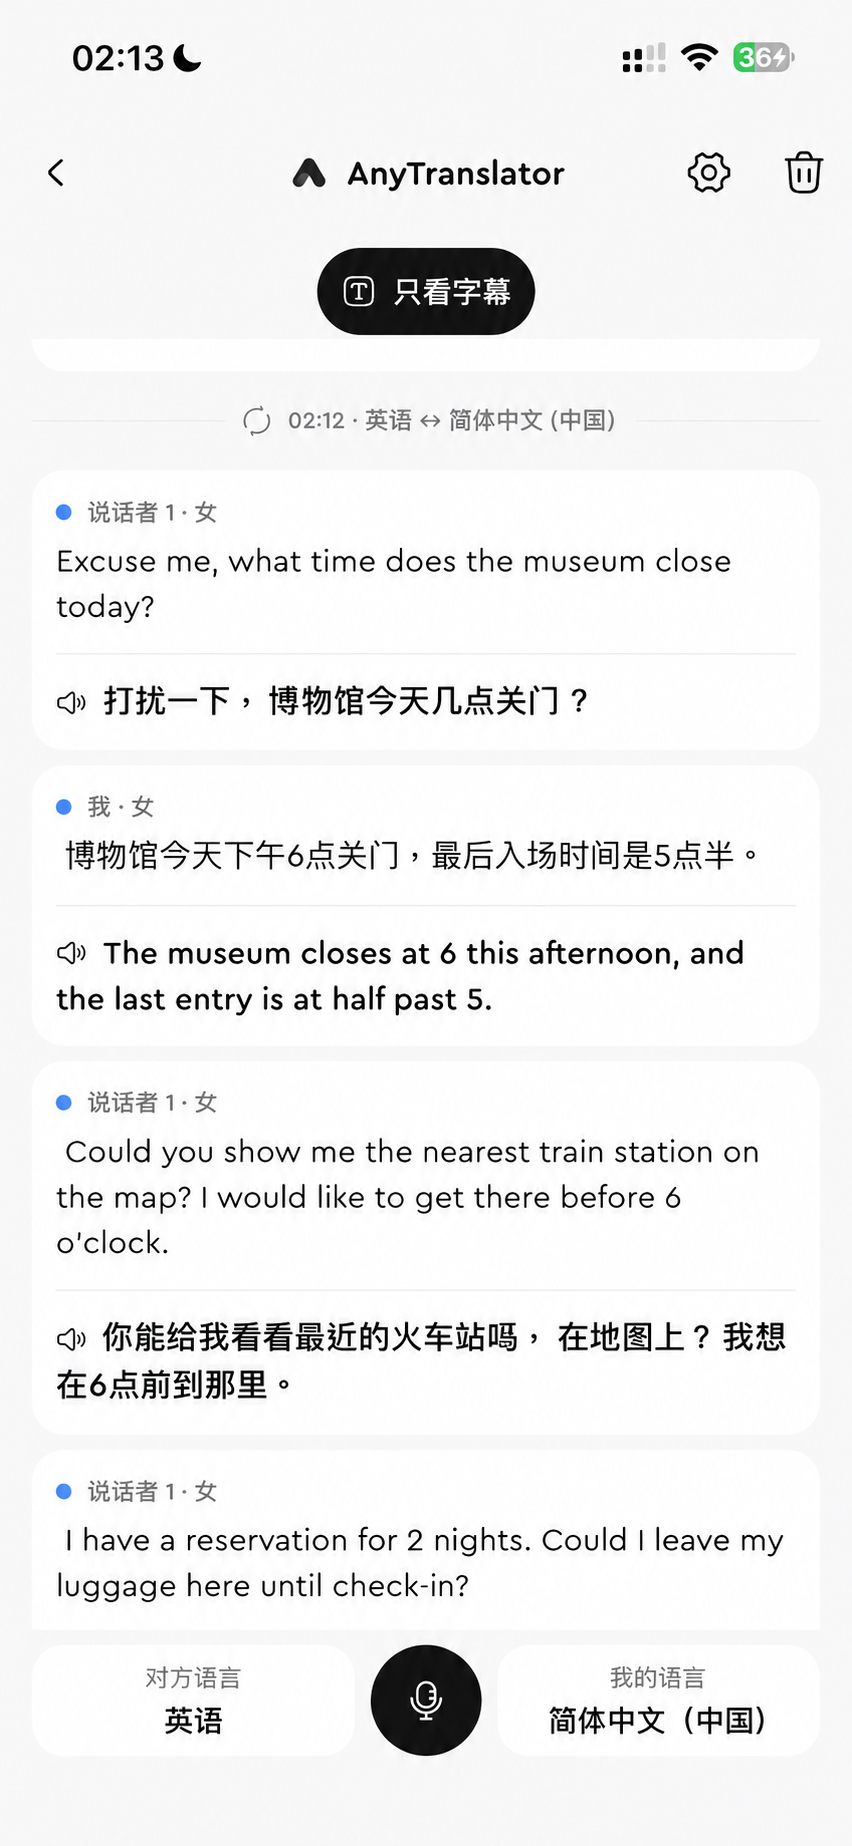 02:13
36
AnyTranslator
只看字幕
02:12 · 英语 ↔ 简体中文 (中国)
说话者 1 · 女
Excuse me, what time does the museum close
today?
打扰一下，博物馆今天几点关门？
我 · 女
博物馆今天下午6点关门，最后入场时间是5点半。
The museum closes at 6 this afternoon, and
the last entry is at half past 5.
说话者 1 · 女
Could you show me the nearest train station on
the map? I would like to get there before 6
o'clock.
你能给我看看最近的火车站吗，在地图上？我想
在6点前到那里。
说话者 1 · 女
I have a reservation for 2 nights. Could I leave my
luggage here until check-in?
对方语言
英语
我的语言
简体中文（中国）